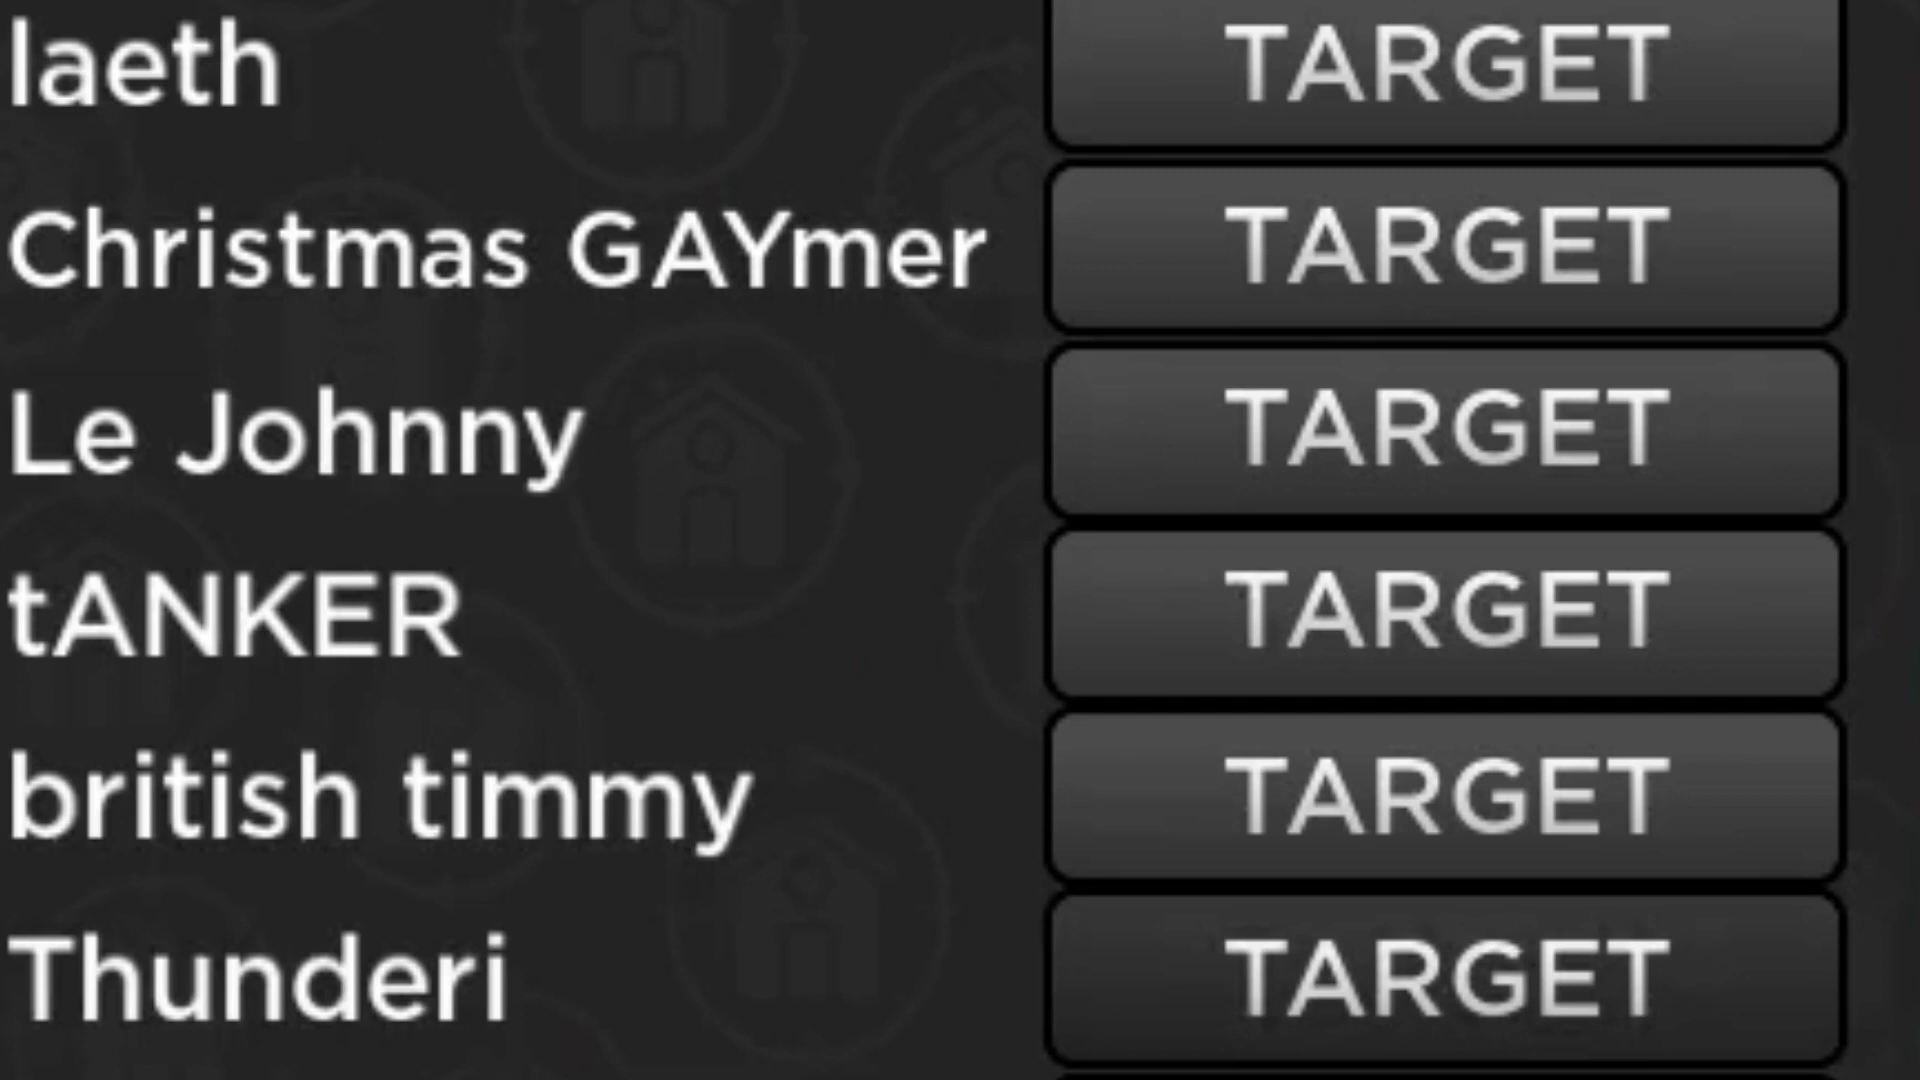 laeth TARGET
Christmas GAYmer TARGET
Le Johnny TARGET
tANKER TARGET
british timmy TARGET
Thunderi TARGET